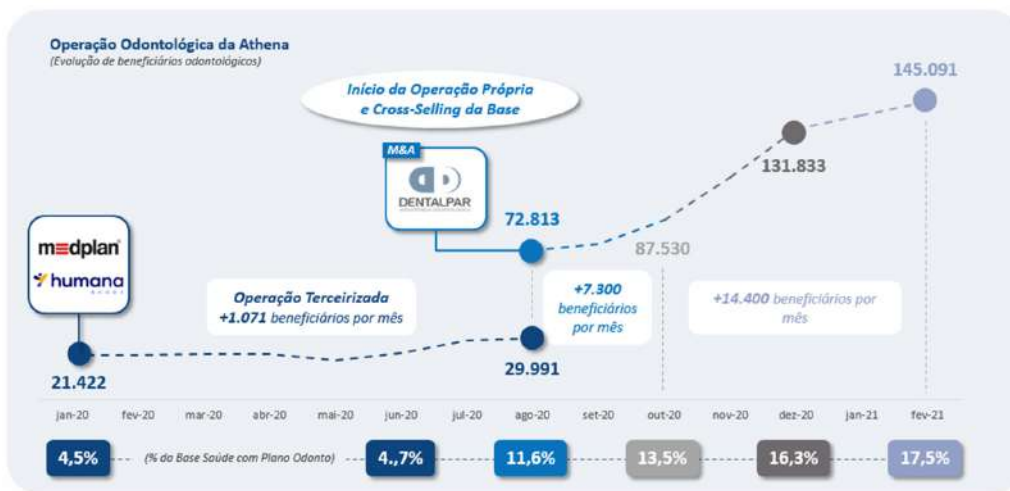 Operação Odontológica da Athena
(Evolução de beneficiários odontológicos)
145.091
Início da Operação Própria
e Cross-Selling da Base
M&A
DENTALPAR
131.833
72.813
87.530
medplan
humana
Operação Terceirizada
+1.071 beneficiários por mês
+7.300
beneficiários
por mês
+14.400 beneficiários por
mês
21.422
29.991
jan-20 fev-20 mar-20 abr-20 mai-20 jun-20 jul-20 ago-20 set-20 out-20 nov-20 dez-20 jan-21 fev-21
4,5% (% da Base Saúde com Plano Odonto) 4.,7% 11,6% 13,5% 16,3% 17,5%